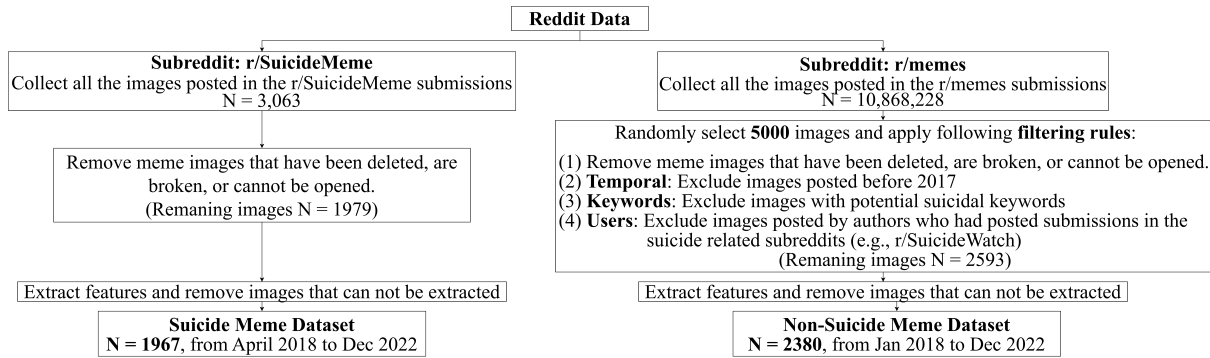 Reddit Data
Subreddit: r/SuicideMeme
Collect all the images posted in the r/SuicideMeme submissions
N = 3,063
Remove meme images that have been deleted, are
broken, or cannot be opened.
(Remaning images N = 1979)
Extract features and remove images that can not be extracted
Suicide Meme Dataset
N = 1967, from April 2018 to Dec 2022
Subreddit: r/memes
Collect all the images posted in the r/memes submissions
N = 10,868,228
Randomly select 5000 images and apply following filtering rules:
(1) Remove meme images that have been deleted, are broken, or cannot be opened.
(2) Temporal: Exclude images posted before 2017
(3) Keywords: Exclude images with potential suicidal keywords
(4) Users: Exclude images posted by authors who had posted submissions in the
suicide related subreddits (e.g., r/SuicideWatch)
(Remaning images N = 2593)
Extract features and remove images that can not be extracted
Non-Suicide Meme Dataset
N = 2380, from Jan 2018 to Dec 2022